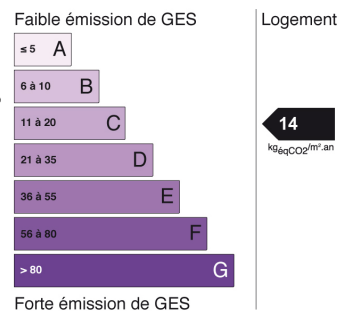 Faible émission de GES
Logement
≤ 5 A
6 à 10 B
11 à 20 C
14
kgéqCO2/m².an
21 à 35 D
36 à 55 E
56 à 80 F
> 80 G
Forte émission de GES